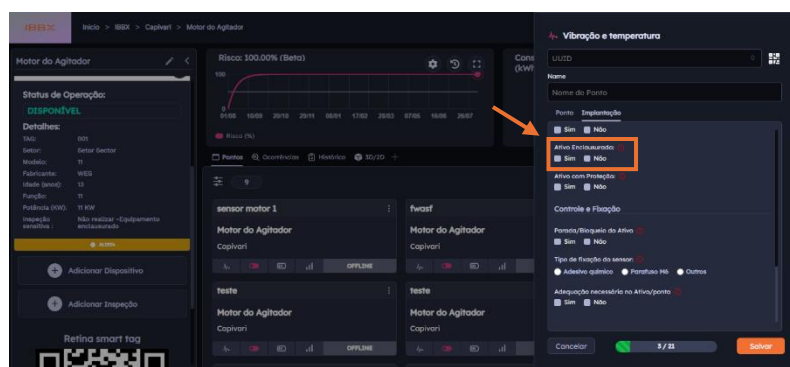 IBBX
Início > IBBX > Capivari > Motor do Agitador
Motor do Agitador
Status de Operação:
DISPONÍVEL
Detalhes:
TAG: 001
Setor: Setor Sector
Modelo: 11
Fabricante: WEG
Idade (anos): 13
Função: 11
Potência (KW): 11 KW
Inspeção sensitiva : Não realizar -Equipamento enclausurado
ALERTA
Adicionar Dispositivo
Adicionar Inspeção
Retina smart tag
Risco: 100.00% (Beta)
100
0
01/08 10/09 20/10 29/11 08/01 17/02 28/03 07/05 16/06 26/07
Risco (%)
Cons
(kWh
Pontos Ocorrências Histórico 3D/2D +
9
sensor motor 1
Motor do Agitador
Capivari
OFFLINE
fwasf
Motor do Agitador
Capivari
teste
Motor do Agitador
Capivari
OFFLINE
teste
Motor do Agitador
Capivari
Vibração e temperatura
UUID
Nome
Nome do Ponto
Ponto Implantação
Sim Não
Ativo Enclausurado:
Sim Não
Ativo com Proteção:
Sim Não
Controle e Fixação
Parada/Bloqueio do Ativo
Sim Não
Tipo de fixação do sensor:
Adesivo químico Parafuso M6 Outros
Adequação necessária no Ativo/ponto
Sim Não
Cancelar
3 / 21
Salvar